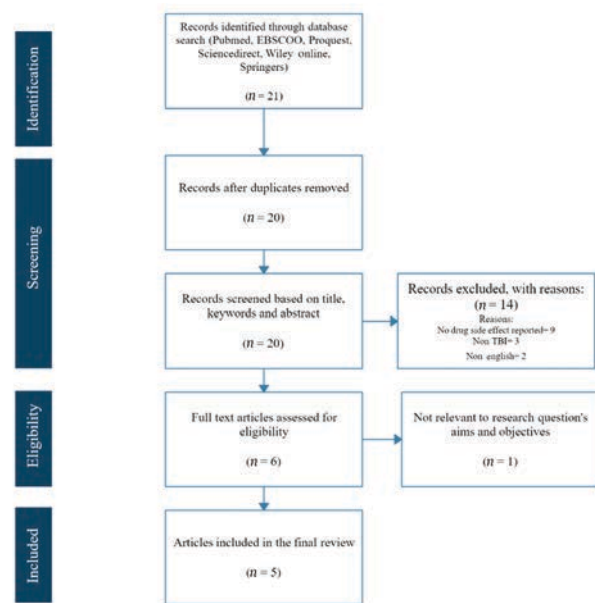 Identification
Records identified through database
search (Pubmed, EBSCOO, Proquest,
Sciencedirect, Wiley online,
Springers)
(n = 21)
Screening
Records after duplicates removed
(n = 20)
Records screened based on title,
keywords and abstract
(n = 20)
Records excluded, with reasons:
(n = 14)
Reasons:
No drug side effect reported= 9
Non TBI= 3
Non english= 2
Eligibility
Full text articles assessed for
eligibility
(n = 6)
Not relevant to research question's
aims and objectives
(n = 1)
Included
Articles included in the final review
(n = 5)